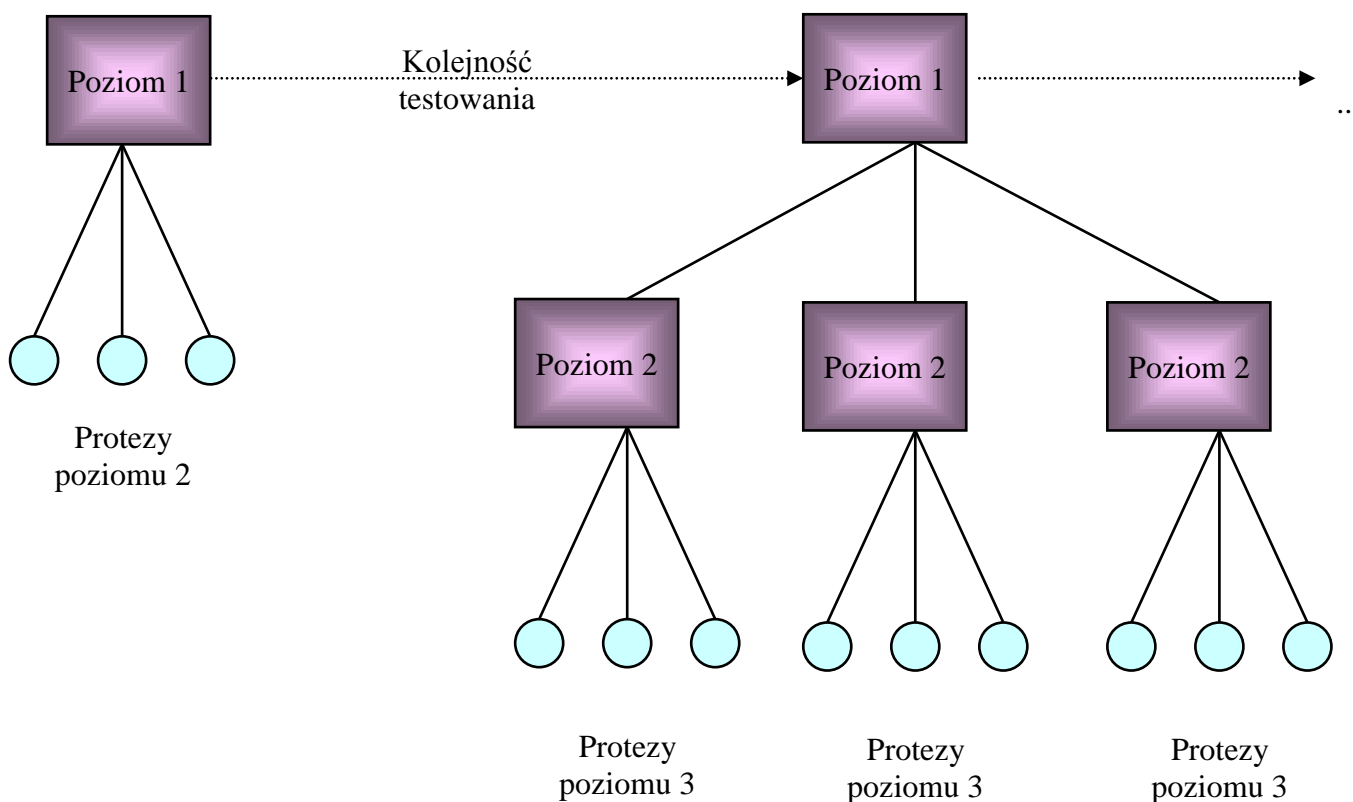 Poziom 1
Kolejność
testowania
Poziom 1
..
Poziom 2
Poziom 2
Poziom 2
Protezy
poziomu 2
Protezy
poziomu 3
Protezy
poziomu 3
Protezy
poziomu 3